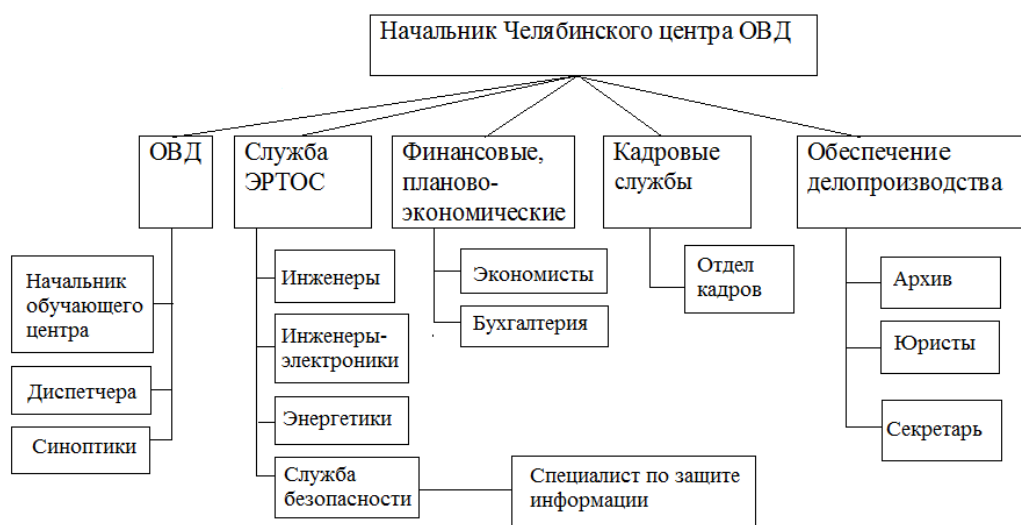 Начальник Челябинского центра ОВД
ОВД
Служба
ЭРТОС
Финансовые,
планово-
экономические
Кадровые
службы
Обеспечение
делопроизводства
Начальник
обучающего
центра
Диспетчера
Синоптики
Инженеры
Инженеры-
электроники
Энергетики
Служба
безопасности
Специалист по защите
информации
Экономисты
Бухгалтерия
Отдел
кадров
Архив
Юристы
Секретарь